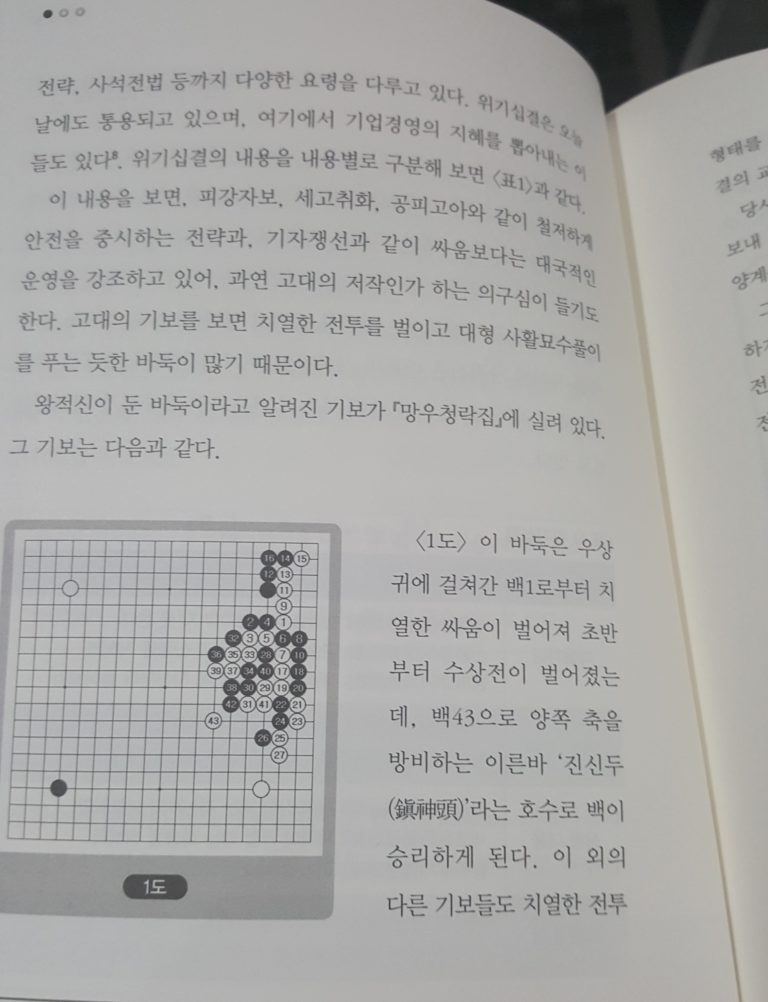 전략, 사석전법 등까지 다양한 요령을 다루고 있다. 위기십결은 오늘
날에도 통용되고 있으며, 여기에서 기업경영의 지혜를 뽑아내는 이
들도 있다⁸. 위기십결의 내용을 내용별로 구분해 보면 〈표1〉과 같다.
이 내용을 보면, 피강자보, 세고취화, 공피고아와 같이 철저하게
안전을 중시하는 전략과, 기자쟁선과 같이 싸움보다는 대국적인
운영을 강조하고 있어, 과연 고대의 저작인가 하는 의구심이 들기도
한다. 고대의 기보를 보면 치열한 전투를 벌이고 대형 사활묘수풀이
를 푸는 듯한 바둑이 많기 때문이다.
왕적신이 둔 바둑이라고 알려진 기보가 『망우청락집』에 실려 있다.
그 기보는 다음과 같다.
16 14 15
12 13
11
9
2 4 1
32 3 5 6 8
36 35 33 28 7 10
39 37 34 40 17 18
38 30 29 19 20
42 31 41 22 21
43 24 23
26 25
27
1도
〈1도〉 이 바둑은 우상
귀에 걸쳐간 백1로부터 치
열한 싸움이 벌어져 초반
부터 수상전이 벌어졌는
데, 백43으로 양쪽 축을
방비하는 이른바 ‘진신두
(鎭神頭)’라는 호수로 백이
승리하게 된다. 이 외의
다른 기보들도 치열한 전투
형태를
결의 교
당시
보내
양계
하지